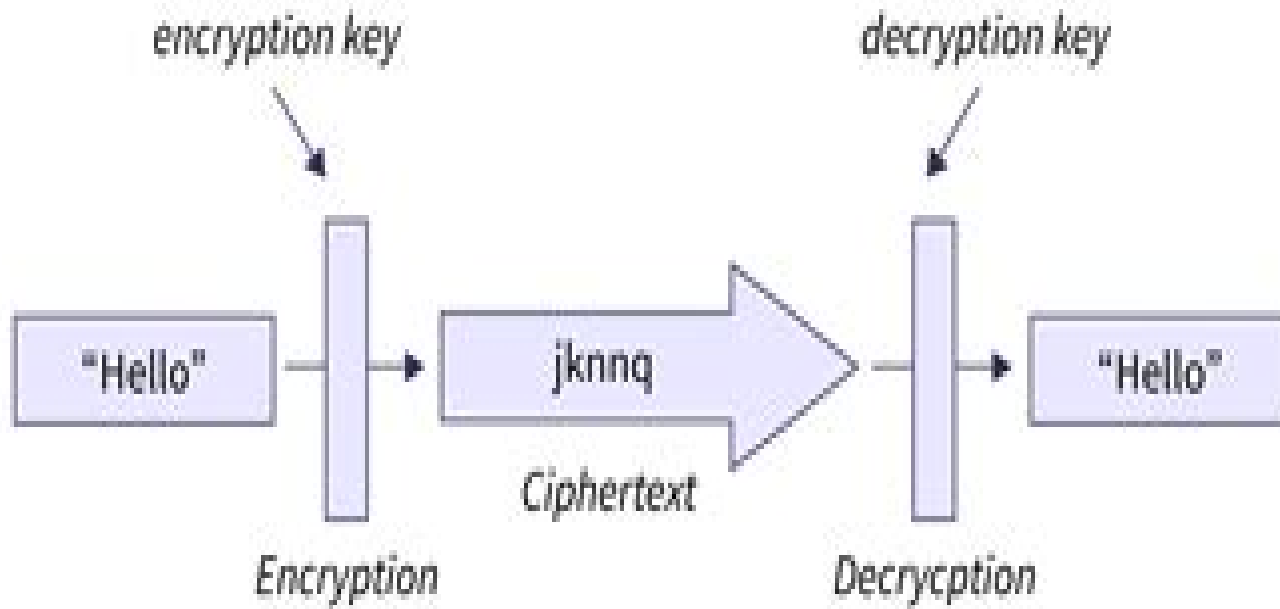 encryption key
decryption key
“Hello”
jknnq
“Hello”
Ciphertext
Encryption
Decrycption